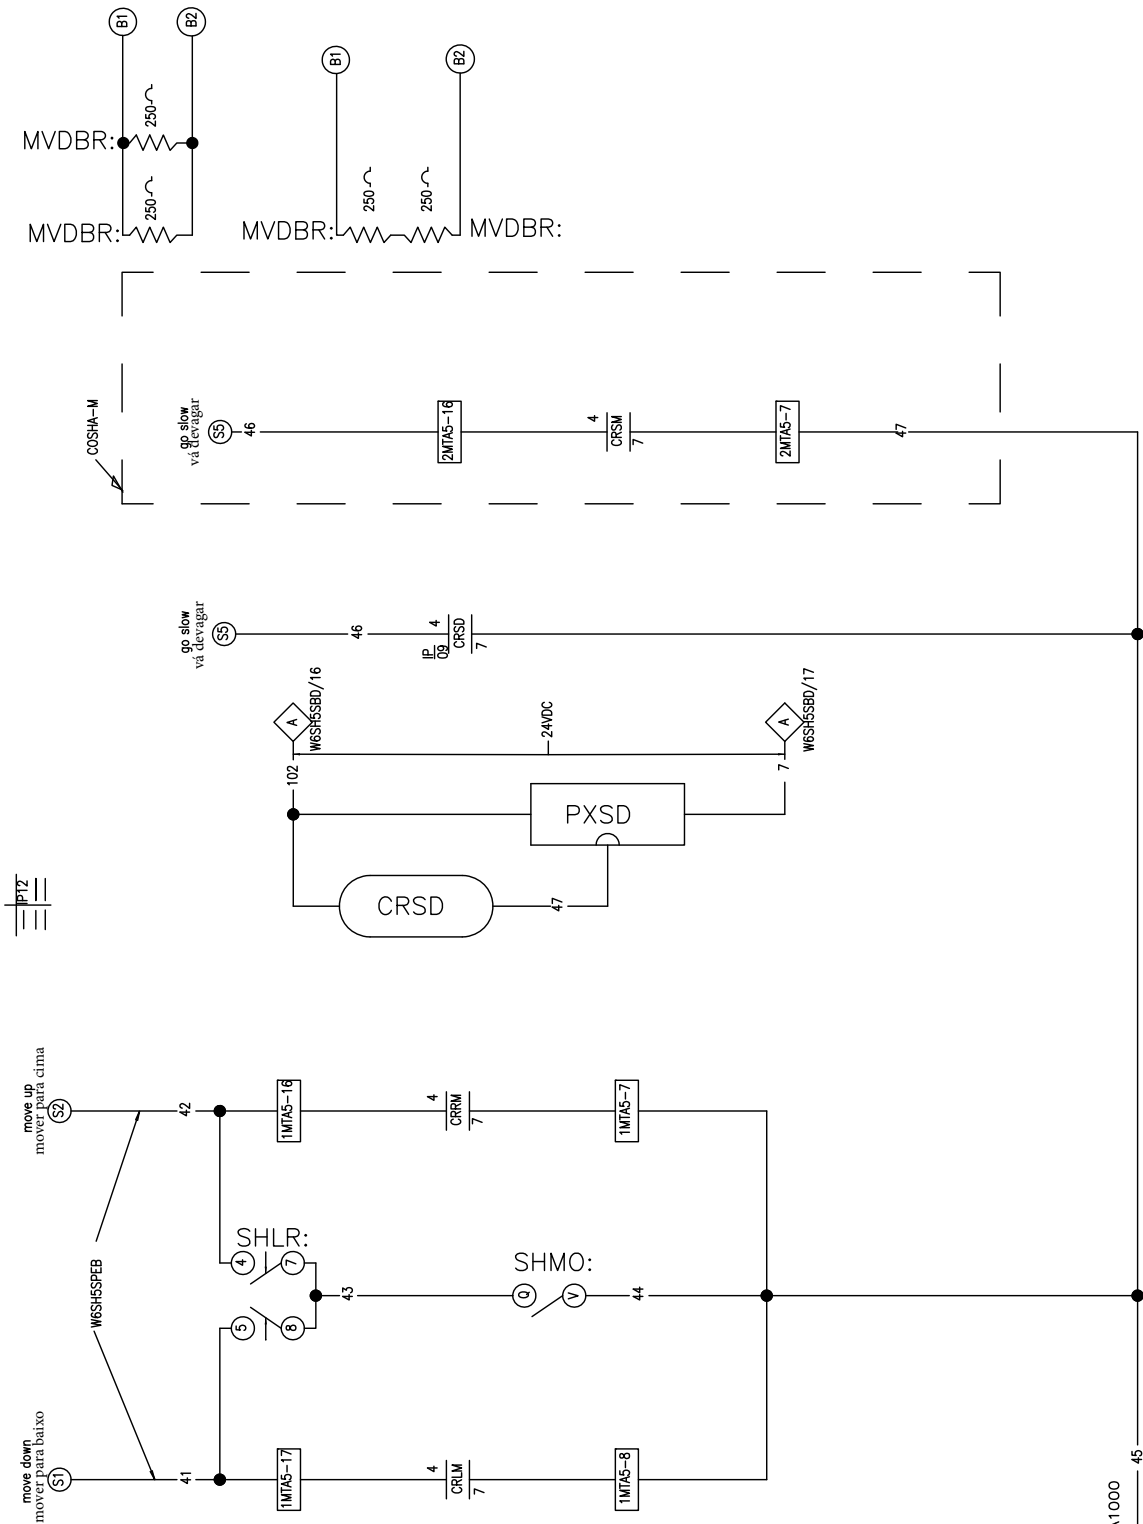 B1
B2
MVDBR:
250
MVDBR:
250
B1
B2
MVDBR:
250
250
MVDBR:
COSHA-M
go slow
vá devagar
S5
46
2MTA5-16
4
CRSM
7
2MTA5-7
47
go slow
vá devagar
S5
46
IP
09
4
CRSD
7
A
W6SH5SBD/16
102
24VDC
A
W6SH5SBD/17
7
PXSD
CRSD
47
IP12
move up
mover para cima
S2
42
1MTA5-16
4
CRRM
7
1MTA5-7
W6SH5SPEB
SHLR:
4
7
5
8
43
SHMO:
Q
V
44
move down
mover para baixo
S1
41
1MTA5-17
4
CRLM
7
1MTA5-8
45
A1000